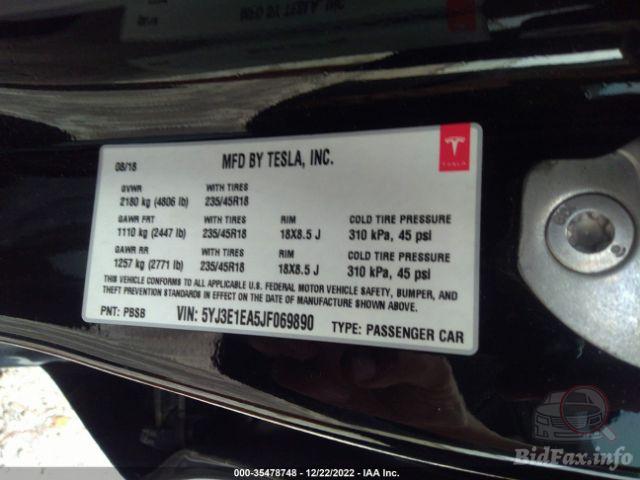 08/18
MFD BY TESLA, INC.
TESLA
GVWR WITH TIRES
2180 kg (4806 lb) 235/45R18
GAWR FRT WITH TIRES RIM COLD TIRE PRESSURE
1110 kg (2447 lb) 235/45R18 18X8.5 J 310 kPa, 45 psi
GAWR RR WITH TIRES RIM COLD TIRE PRESSURE
1257 kg (2771 lb) 235/45R18 18X8.5 J 310 kPa, 45 psi
THIS VEHICLE CONFORMS TO ALL APPLICABLE U.S. FEDERAL MOTOR VEHICLE SAFETY, BUMPER, AND
THEFT PREVENTION STANDARDS IN EFFECT ON THE DATE OF MANUFACTURE SHOWN ABOVE.
PNT: PBSB VIN: 5YJ3E1EA5JF069890 TYPE: PASSENGER CAR
BidFax.info
000-35478748 - 12/22/2022 - IAA Inc.